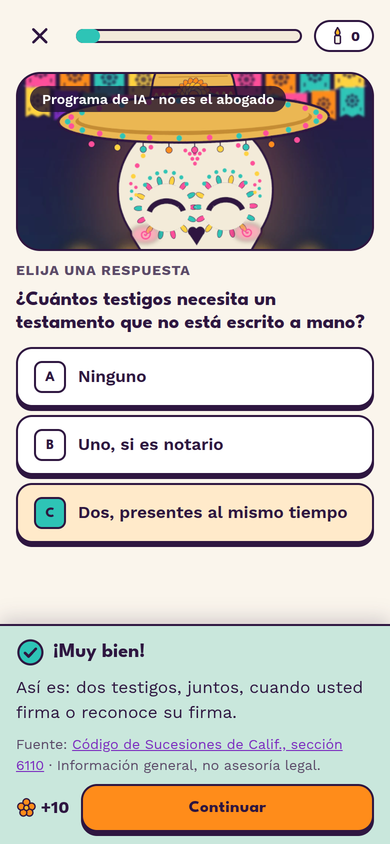 0
Programa de IA · no es el abogado
ELIJA UNA RESPUESTA
¿Cuántos testigos necesita un
testamento que no está escrito a mano?
A Ninguno
B Uno, si es notario
C Dos, presentes al mismo tiempo
¡Muy bien!
Así es: dos testigos, juntos, cuando usted
firma o reconoce su firma.
Fuente: Código de Sucesiones de Calif., sección
6110 · Información general, no asesoría legal.
+10 Continuar